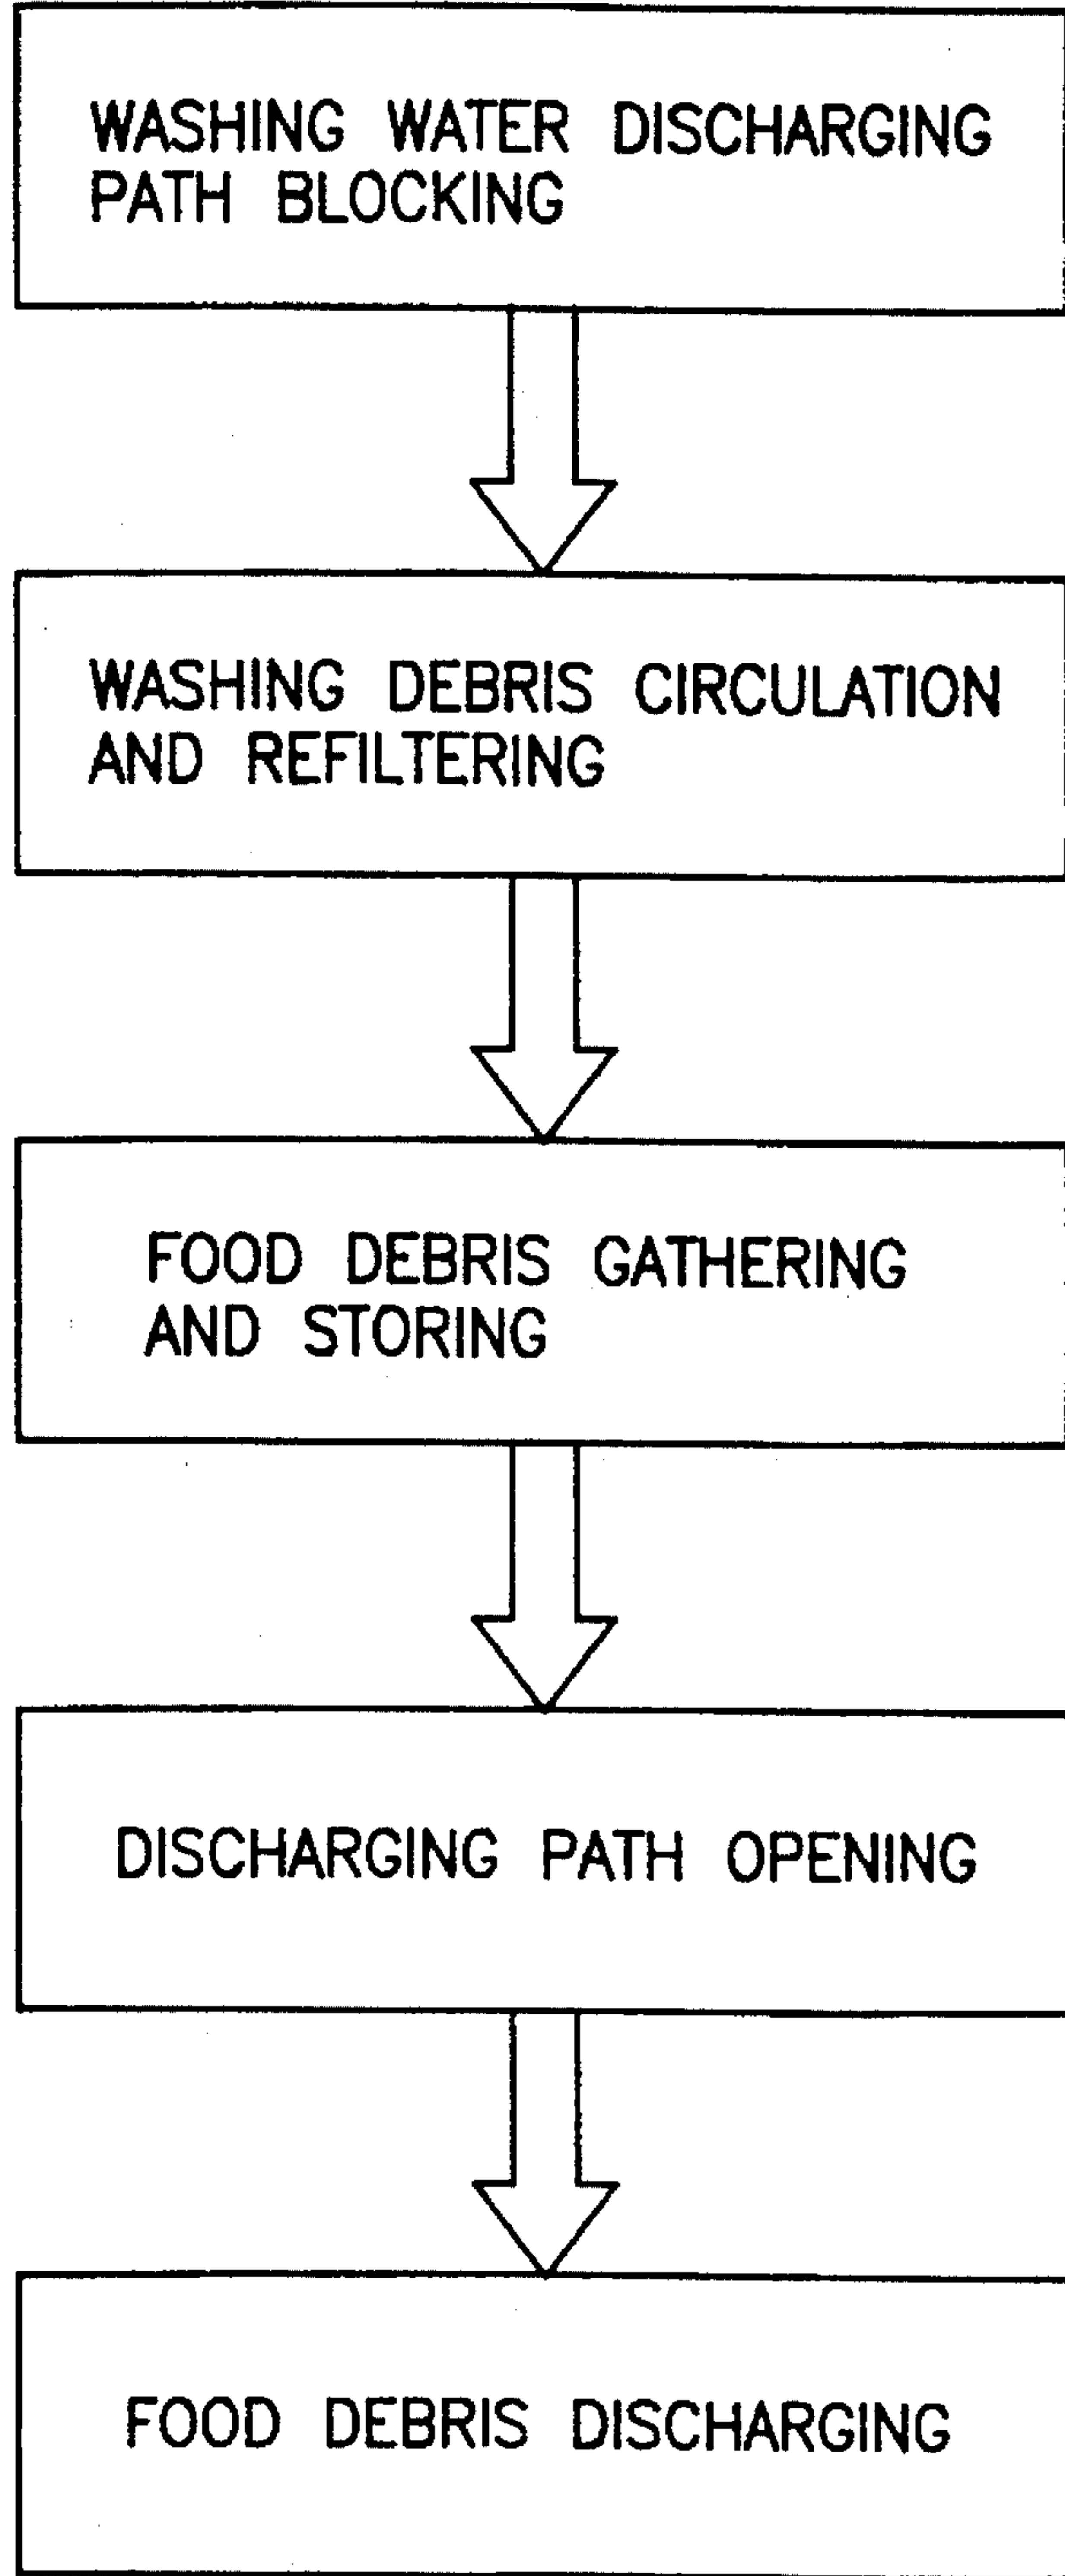 WASHING WATER DISCHARGING
PATH BLOCKING
WASHING DEBRIS CIRCULATION
AND REFILTERING
FOOD DEBRIS GATHERING
AND STORING
DISCHARGING PATH OPENING
FOOD DEBRIS DISCHARGING